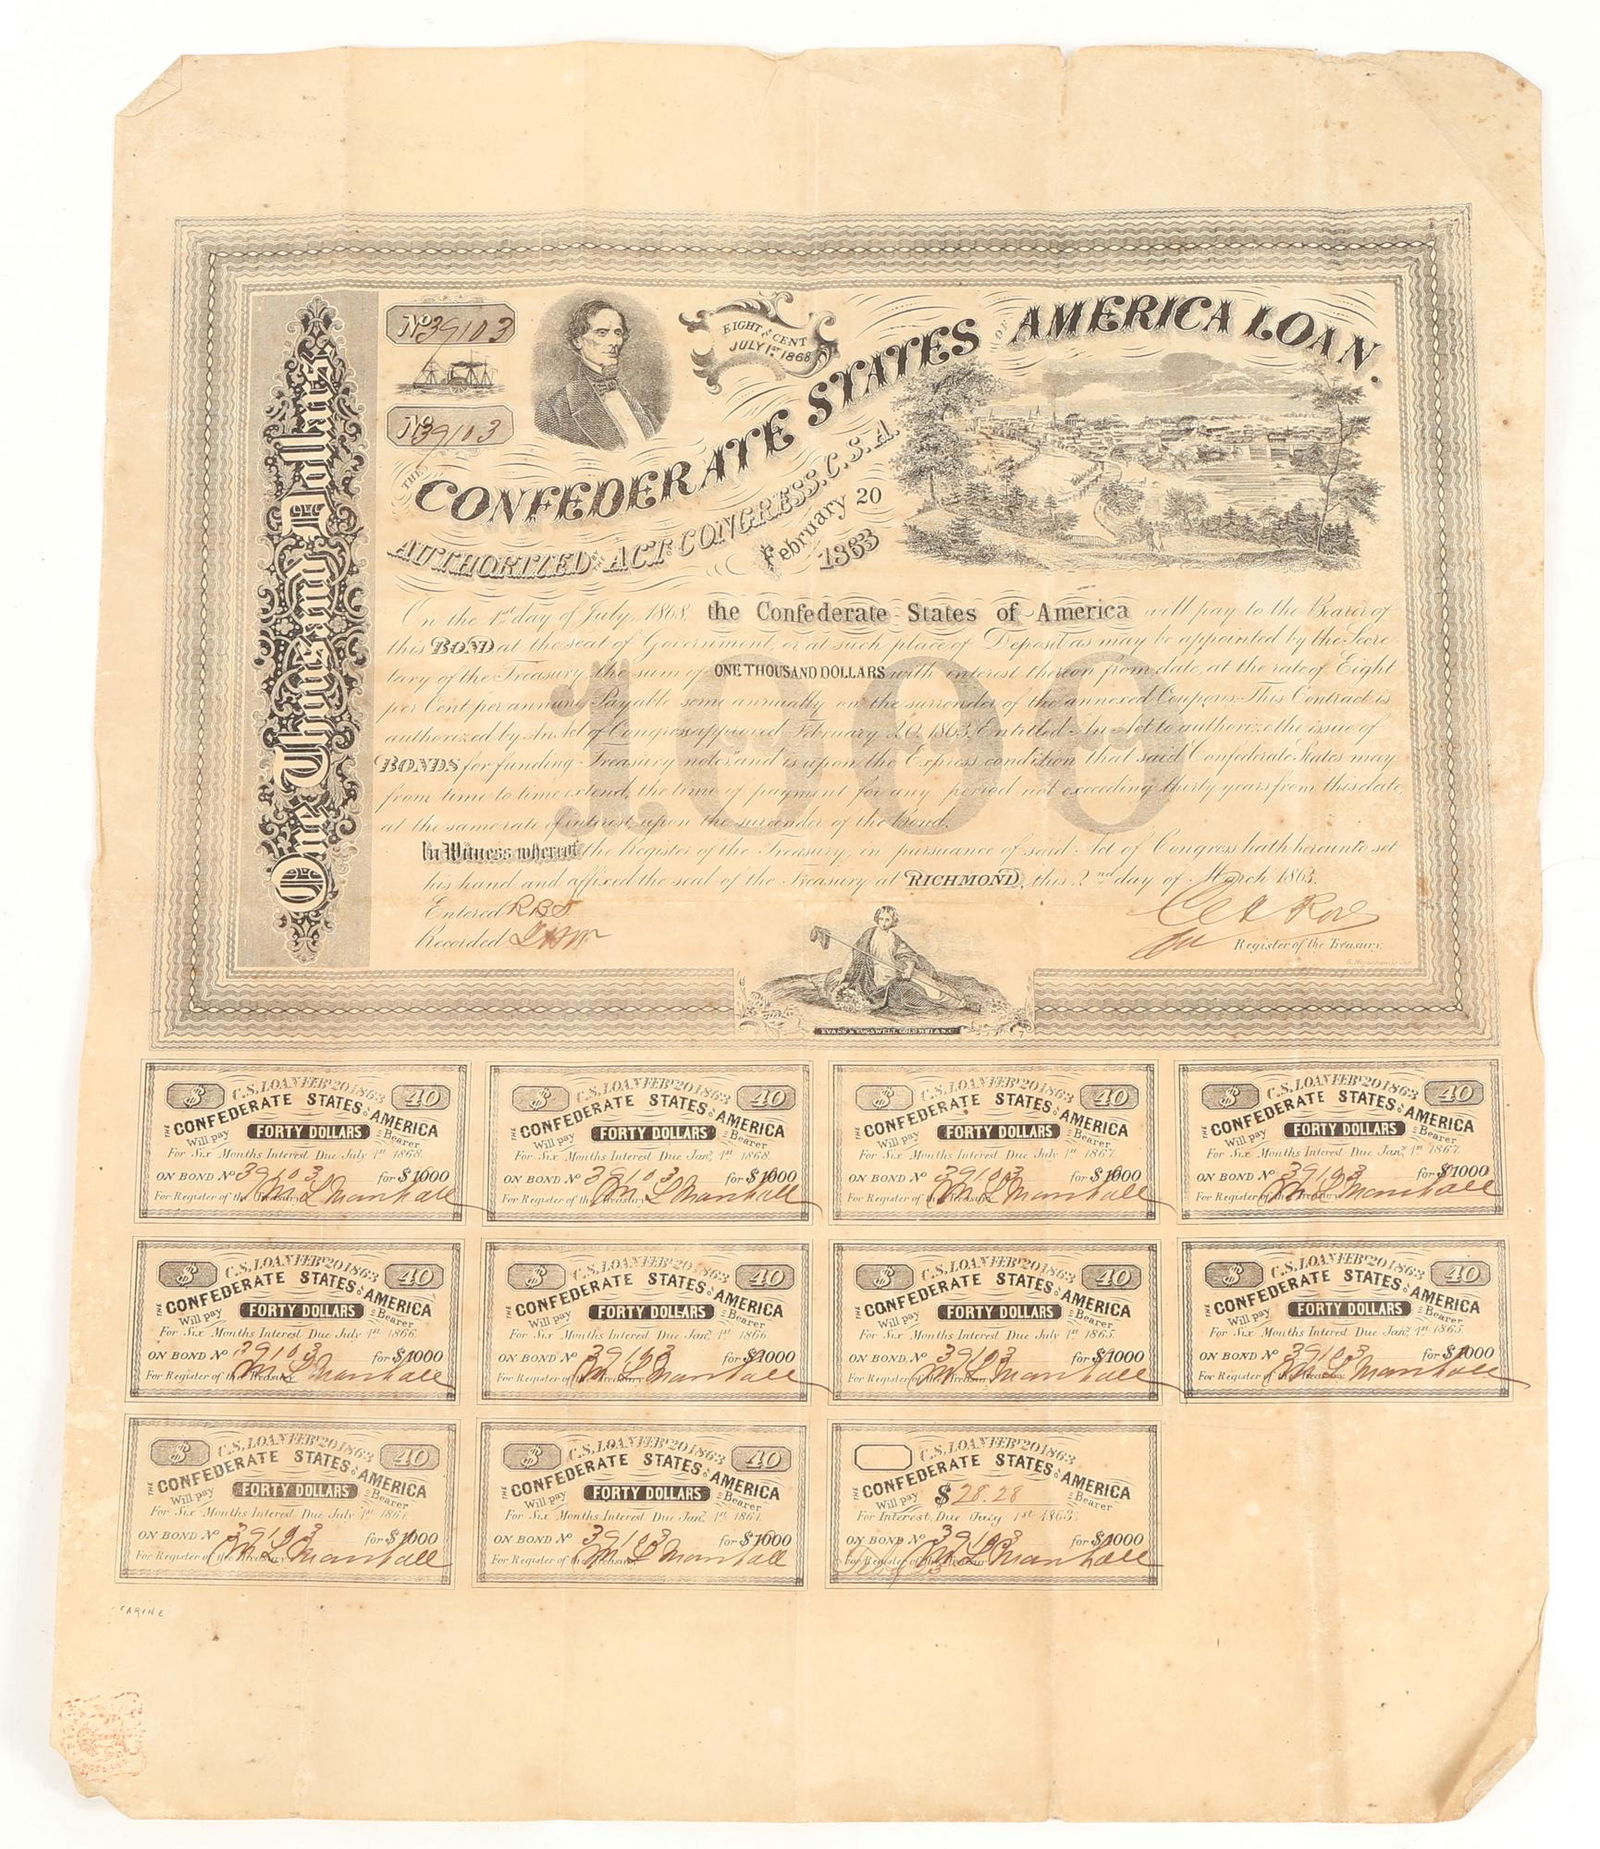 One Thousand Dollars
No 39103
No 39103
EIGHT ℔ CENT
JULY 1st 1868
THE CONFEDERATE STATES OF AMERICA LOAN.
AUTHORIZED BY ACT OF CONGRESS. C.S.A.
February 20
1863
On the 1st day of July, 1868, the Confederate States of America will pay to the Bearer of
this BOND at the seat of Government, or at such place of Deposit as may be appointed by the Secre-
tary of the Treasury, the sum of ONE THOUSAND DOLLARS with interest thereon from date, at the rate of Eight
per Cent per annum, Payable semi annually on the surrender of the annexed Coupons. This Contract is
authorized by An Act of Congress approved February 20, 1863, Entitled An Act to authorize the issue of
BONDS for funding Treasury notes and is upon the Express condition that said Confederate States may
from time to time extend, the time of payment for any period not exceeding thirty years from this date,
at the same rate of interest, upon the surrender of the bond.
1000
In Witness whereof the Register of the Treasury, in pursuance of said Act of Congress hath hereunto set
his hand and affixed the seal of the Treasury at RICHMOND, this 2nd day of March 1863.
Entered
Recorded
Register of the Treasury.
EVANS & COGSWELL COLUMBIA S.C.
$ C.S. LOAN FEB. 20 1863 40
THE CONFEDERATE STATES OF AMERICA
Will pay FORTY DOLLARS to Bearer
For Six Months Interest Due July 1st 1868.
ON BOND No 39103 for $1000
For Register of the Treasury M L Marshall
$ C.S. LOAN FEB. 20 1863 40
THE CONFEDERATE STATES OF AMERICA
Will pay FORTY DOLLARS to Bearer
For Six Months Interest Due Jany 1st 1868.
ON BOND No 39103 for $1000
For Register of the Treasury M L Marshall
$ C.S. LOAN FEB. 20 1863 40
THE CONFEDERATE STATES OF AMERICA
Will pay FORTY DOLLARS to Bearer
For Six Months Interest Due July 1st 1867.
ON BOND No 39103 for $1000
For Register of the Treasury M L Marshall
$ C.S. LOAN FEB. 20 1863 40
THE CONFEDERATE STATES OF AMERICA
Will pay FORTY DOLLARS to Bearer
For Six Months Interest Due Jany 1st 1867.
ON BOND No 39103 for $1000
For Register of the Treasury M L Marshall
$ C.S. LOAN FEB. 20 1863 40
THE CONFEDERATE STATES OF AMERICA
Will pay FORTY DOLLARS to Bearer
For Six Months Interest Due July 1st 1866.
ON BOND No 39103 for $1000
For Register of the Treasury M L Marshall
$ C.S. LOAN FEB. 20 1863 40
THE CONFEDERATE STATES OF AMERICA
Will pay FORTY DOLLARS to Bearer
For Six Months Interest Due Jany 1st 1866.
ON BOND No 39103 for $1000
For Register of the Treasury M L Marshall
$ C.S. LOAN FEB. 20 1863 40
THE CONFEDERATE STATES OF AMERICA
Will pay FORTY DOLLARS to Bearer
For Six Months Interest Due July 1st 1865.
ON BOND No 39103 for $1000
For Register of the Treasury M L Marshall
$ C.S. LOAN FEB. 20 1863 40
THE CONFEDERATE STATES OF AMERICA
Will pay FORTY DOLLARS to Bearer
For Six Months Interest Due Jany 1st 1865.
ON BOND No 39103 for $1000
For Register of the Treasury M L Marshall
$ C.S. LOAN FEB. 20 1863 40
THE CONFEDERATE STATES OF AMERICA
Will pay FORTY DOLLARS to Bearer
For Six Months Interest Due July 1st 1864.
ON BOND No 39103 for $1000
For Register of the Treasury M L Marshall
$ C.S. LOAN FEB. 20 1863 40
THE CONFEDERATE STATES OF AMERICA
Will pay FORTY DOLLARS to Bearer
For Six Months Interest Due Jany 1st 1864.
ON BOND No 39103 for $1000
For Register of the Treasury M L Marshall
C.S. LOAN FEB. 20 1863
THE CONFEDERATE STATES OF AMERICA
Will pay $28.28 to Bearer
For Interest Due July 1st 1863.
ON BOND No 39103 for $1000
For Register of the Treasury M L Marshall